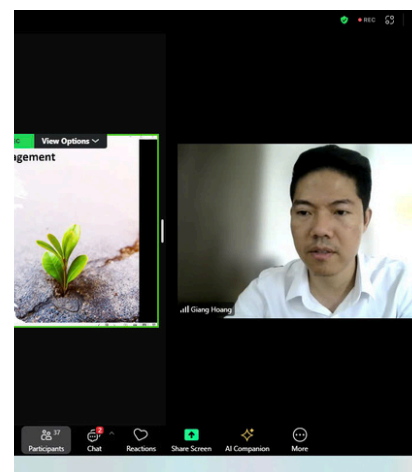 REC
View Options
agement
Giang Hoang
37
2
Participants
Chat
Reactions
Share Screen
AI Companion
More